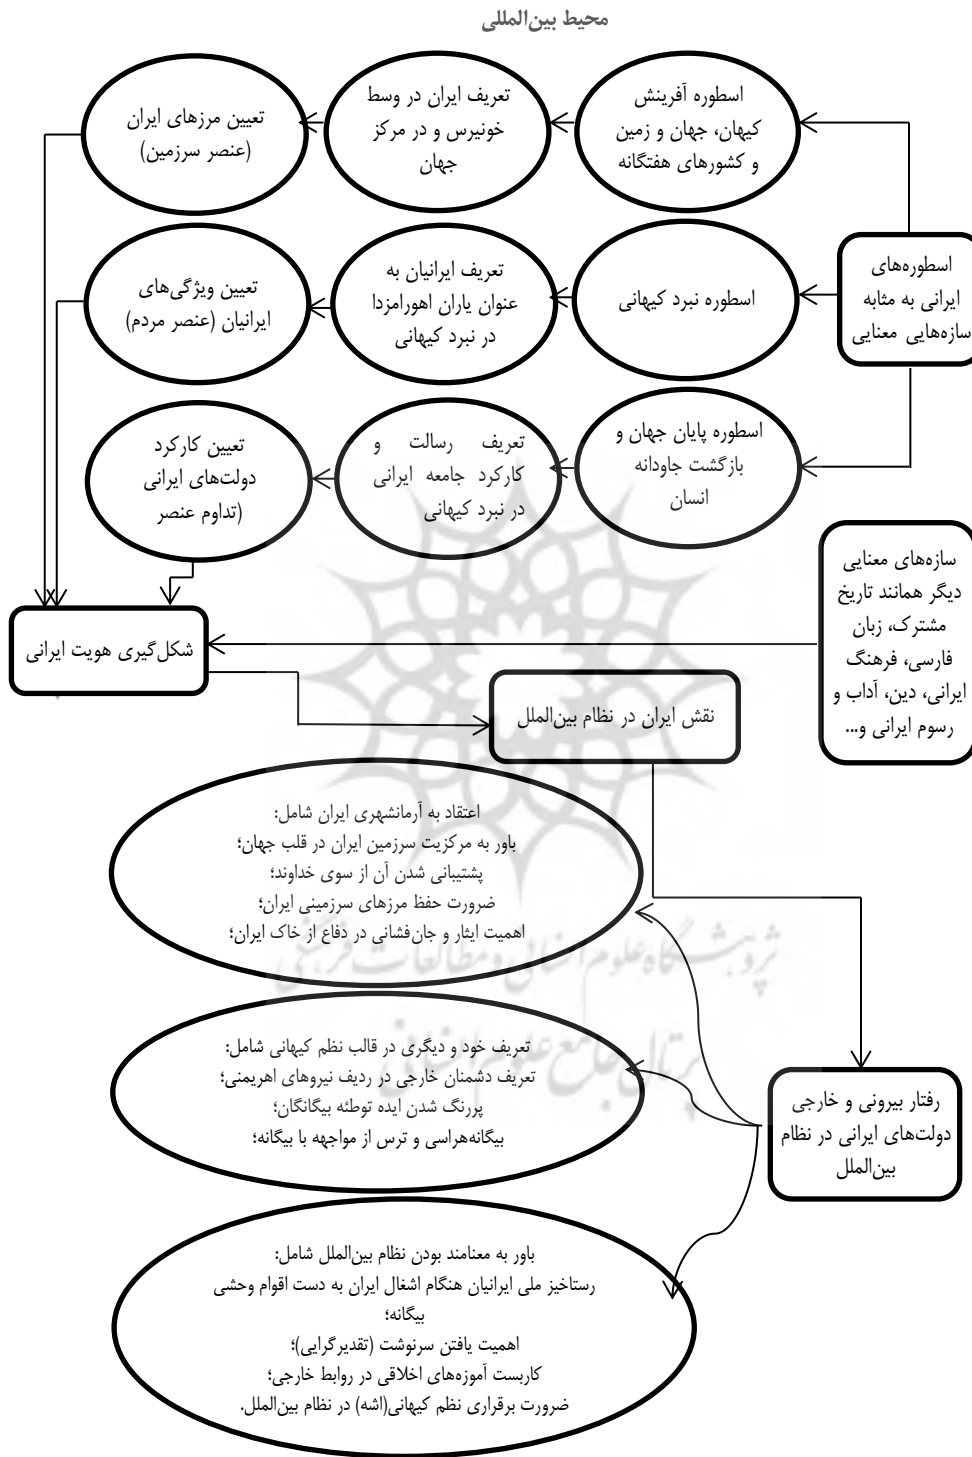 محیط بین‌المللی
اسطوره‌های
ایرانی به مثابه
سازه‌هایی معنایی
اسطوره آفرینش
کیهان، جهان و زمین
و کشورهای هفتگانه
تعریف ایران در وسط
خونیرس و در مرکز
جهان
تعیین مرزهای ایران
(عنصر سرزمین)
اسطوره نبرد کیهانی
تعریف ایرانیان به
عنوان یاران اهورامزدا
در نبرد کیهانی
تعیین ویژگی‌های
ایرانیان (عنصر مردم)
اسطوره پایان جهان و
بازگشت جاودانه
انسان
تعریف رسالت و
کارکرد جامعه ایرانی
در نبرد کیهانی
تعیین کارکرد
دولت‌های ایرانی
(تداوم عنصر
سازه‌های معنایی
دیگر همانند تاریخ
مشترک، زبان
فارسی، فرهنگ
ایرانی، دین، آداب و
رسوم ایرانی و...
شکل‌گیری هویت ایرانی
نقش ایران در نظام بین‌الملل
اعتقاد به آرمانشهری ایران شامل:
باور به مرکزیت سرزمین ایران در قلب جهان؛
پشتیبانی شدن آن از سوی خداوند؛
ضرورت حفظ مرزهای سرزمینی ایران؛
اهمیت ایثار و جان‌فشانی در دفاع از خاک ایران؛
پژوهشگاه علوم انسانی و مطالعات فرهنگی
پرتال جامع علوم انسانی
تعریف خود و دیگری در قالب نظم کیهانی شامل:
تعریف دشمنان خارجی در ردیف نیروهای اهریمنی؛
پررنگ شدن ایده توطئه بیگانگان؛
بیگانه‌هراسی و ترس از مواجهه با بیگانه؛
رفتار بیرونی و خارجی
دولت‌های ایرانی در نظام
بین‌الملل
باور به معنامند بودن نظام بین‌الملل شامل:
رستاخیز ملی ایرانیان هنگام اشغال ایران به دست اقوام وحشی
بیگانه؛
اهمیت یافتن سرنوشت (تقدیرگرایی)؛
کاربست آموزه‌های اخلاقی در روابط خارجی؛
ضرورت برقراری نظم کیهانی(اشه) در نظام بین‌الملل.